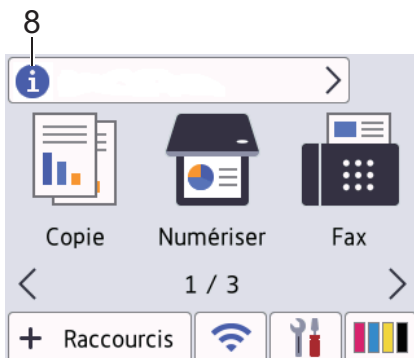 8
i
Copie Numériser Fax
1 / 3
+ Raccourcis